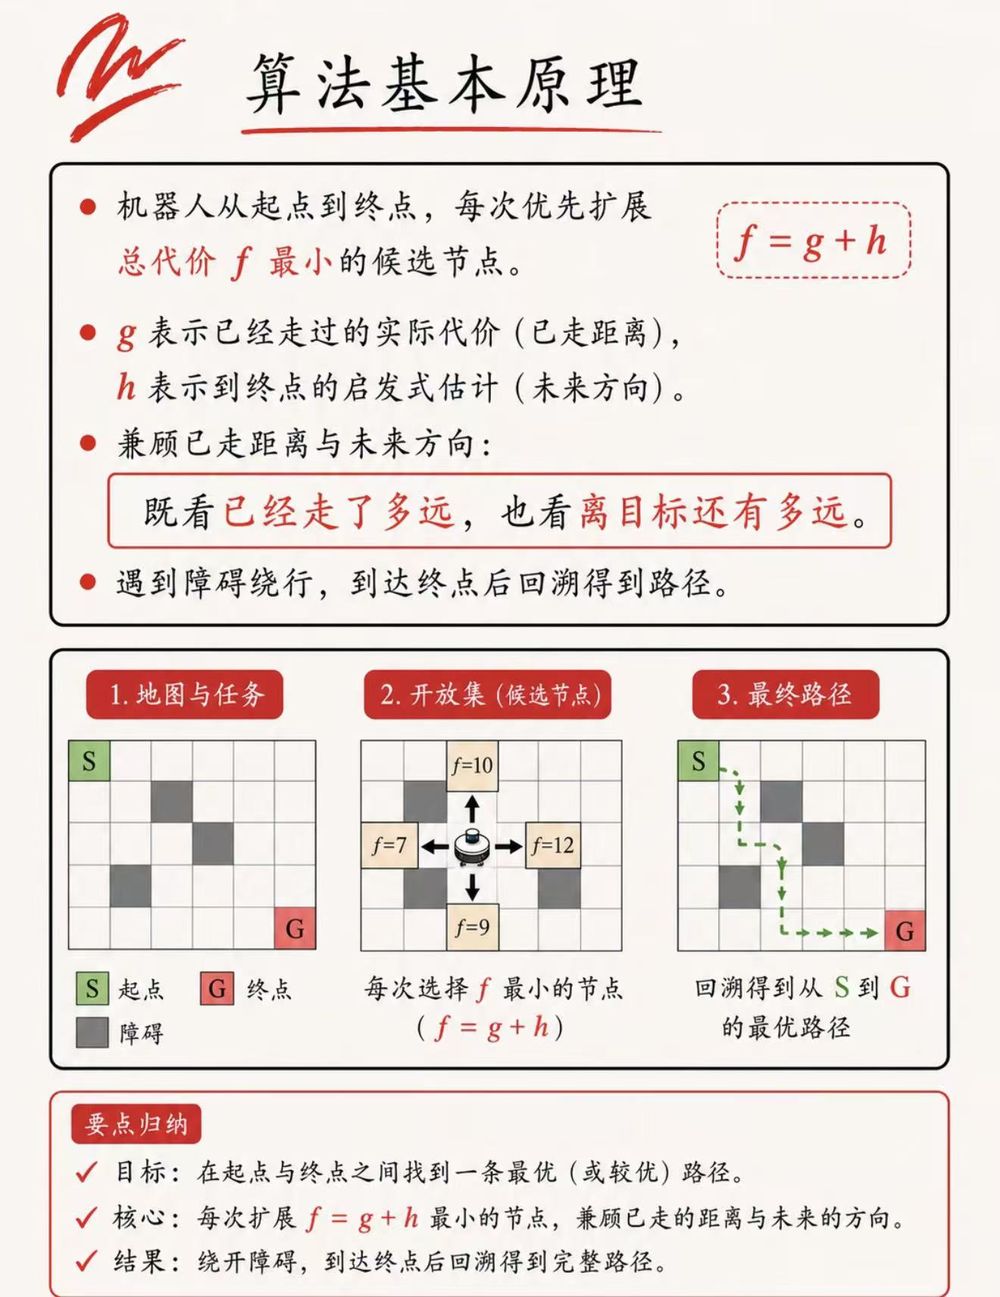 算法基本原理
机器人从起点到终点，每次优先扩展
总代价 f 最小的候选节点。
f = g + h
g 表示已经走过的实际代价（已走距离），
h 表示到终点的启发式估计（未来方向）。
兼顾已走距离与未来方向：
既看已经走了多远，也看离目标还有多远。
遇到障碍绕行，到达终点后回溯得到路径。
1. 地图与任务
S
G
S 起点
G 终点
障碍
2. 开放集（候选节点）
f=10
f=7
f=12
f=9
每次选择 f 最小的节点
（ f = g + h ）
3. 最终路径
S
G
回溯得到从 S 到 G
的最优路径
要点归纳
✓ 目标：在起点与终点之间找到一条最优（或较优）路径。
✓ 核心：每次扩展 f = g + h 最小的节点，兼顾已走的距离与未来的方向。
✓ 结果：绕开障碍，到达终点后回溯得到完整路径。